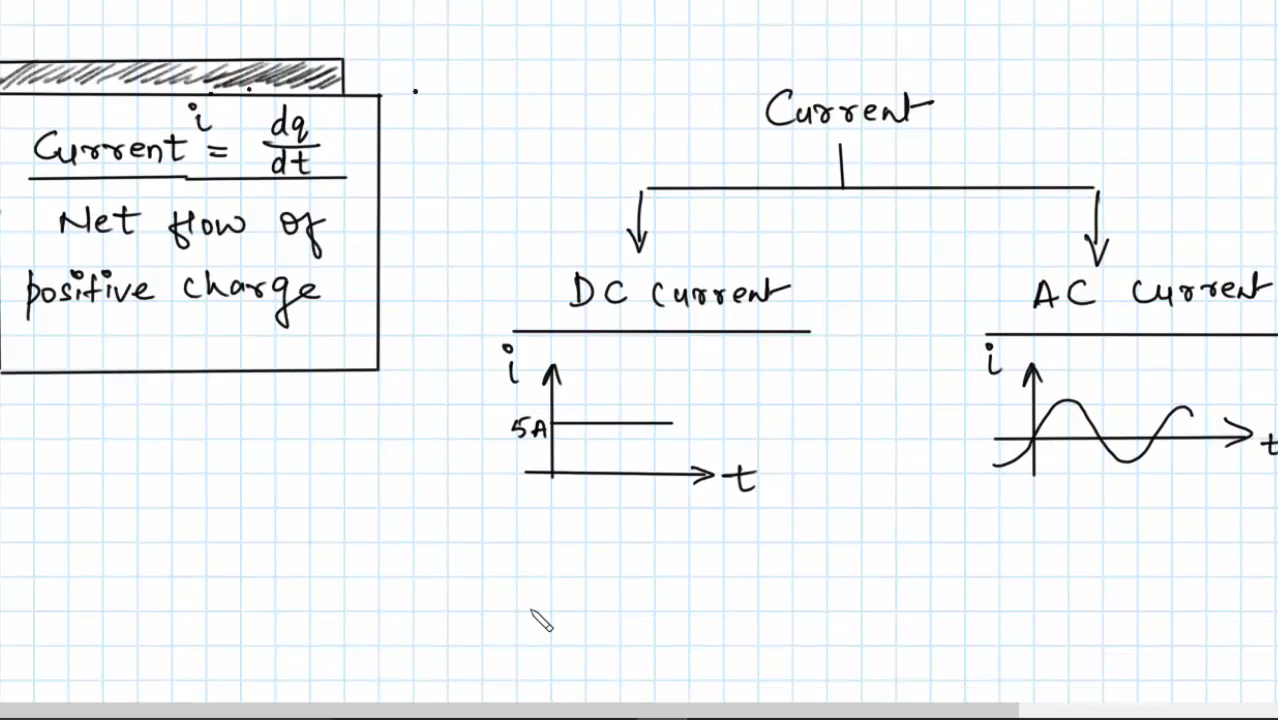 Current i = dq/dt
Net flow of
positive charge
Current
DC Current
AC Current
i
5A
t
i
t